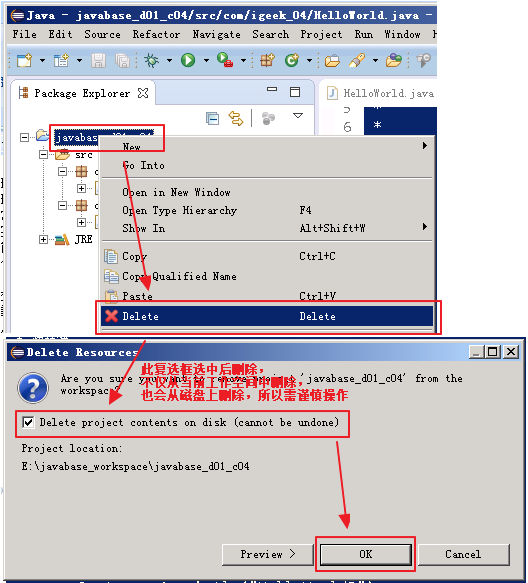 Java - javabase_d01_c04/src/com/igeek_04/HelloWorld.java -
File Edit Source Refactor Navigate Search Project Run Window
Package Explorer
HelloWorld.java
5 *
6 *
javabase_d01_c04
src
JRE
New
Go Into
Open in New Window
Open Type Hierarchy F4
Show In Alt+Shift+W
Copy Ctrl+C
Copy Qualified Name
Paste Ctrl+V
Delete Delete
Delete Resources
此复选框选中后删除，
不仅从当前工作空间中删除，
也会从磁盘上删除，所以需谨慎操作
Are you sure you want to remove project 'javabase_d01_c04' from the
workspace?
Delete project contents on disk (cannot be undone)
Project location:
E:\javabase_workspace\javabase_d01_c04
Preview > OK Cancel